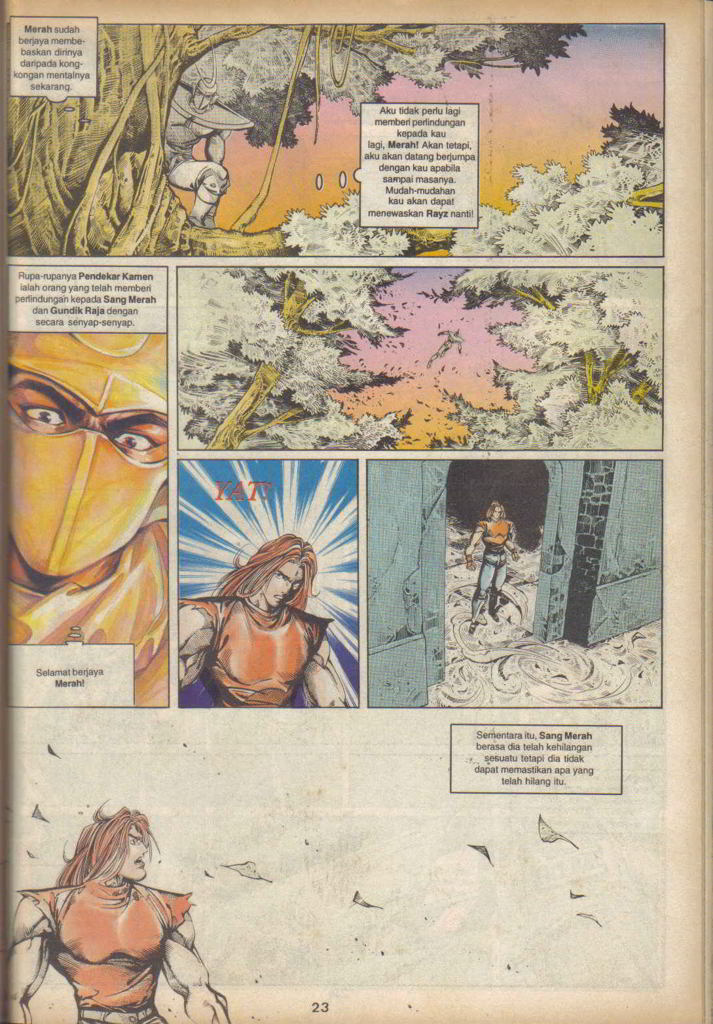 Merah sudah
berjaya membe-
baskan dirinya
daripada kong-
kongan mentalnya
sekarang.
Aku tidak perlu lagi
memberi perlindungan
kepada kau
lagi, Merah! Akan tetapi,
aku akan datang berjumpa
dengan kau apabila
sampai masanya.
Mudah-mudahan
kau akan dapat
menewaskan Rayz nanti!
Rupa-rupanya Pendekar Kamen
ialah orang yang telah memberi
perlindungan kepada Sang Merah
dan Gundik Raja dengan
secara senyap-senyap.
Selamat berjaya
Merah!
YAT!
Sementara itu, Sang Merah
berasa dia telah kehilangan
sesuatu tetapi dia tidak
dapat memastikan apa yang
telah hilang itu.
23